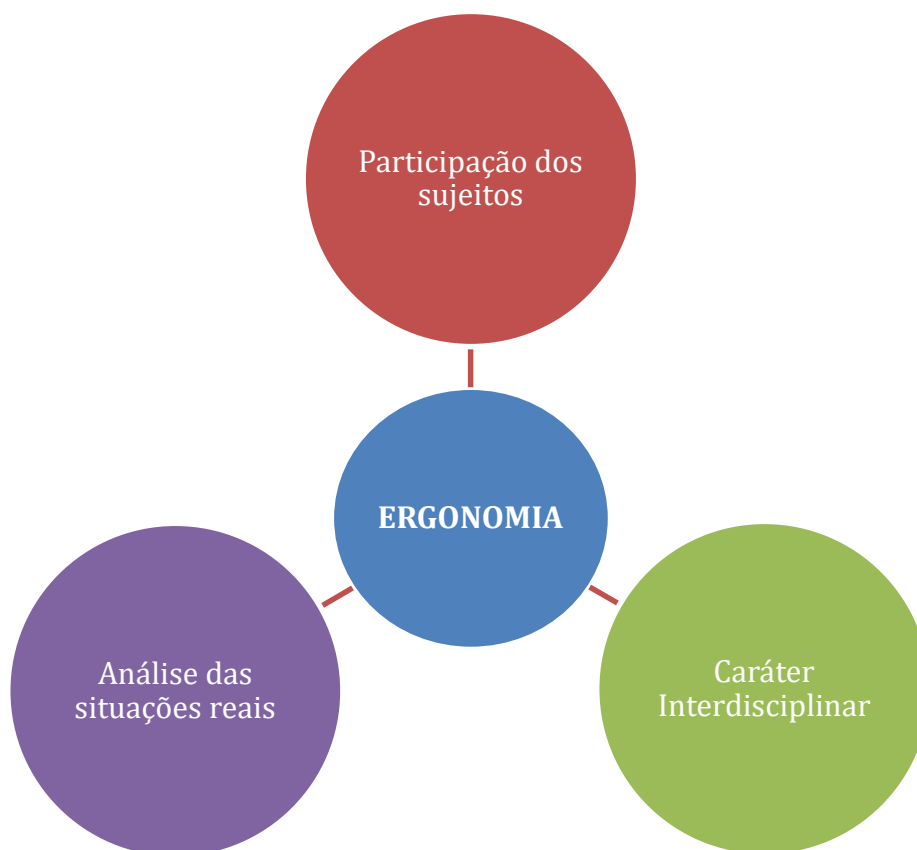 Participação dos
sujeitos
ERGONOMIA
Análise das
situações reais
Caráter
Interdisciplinar